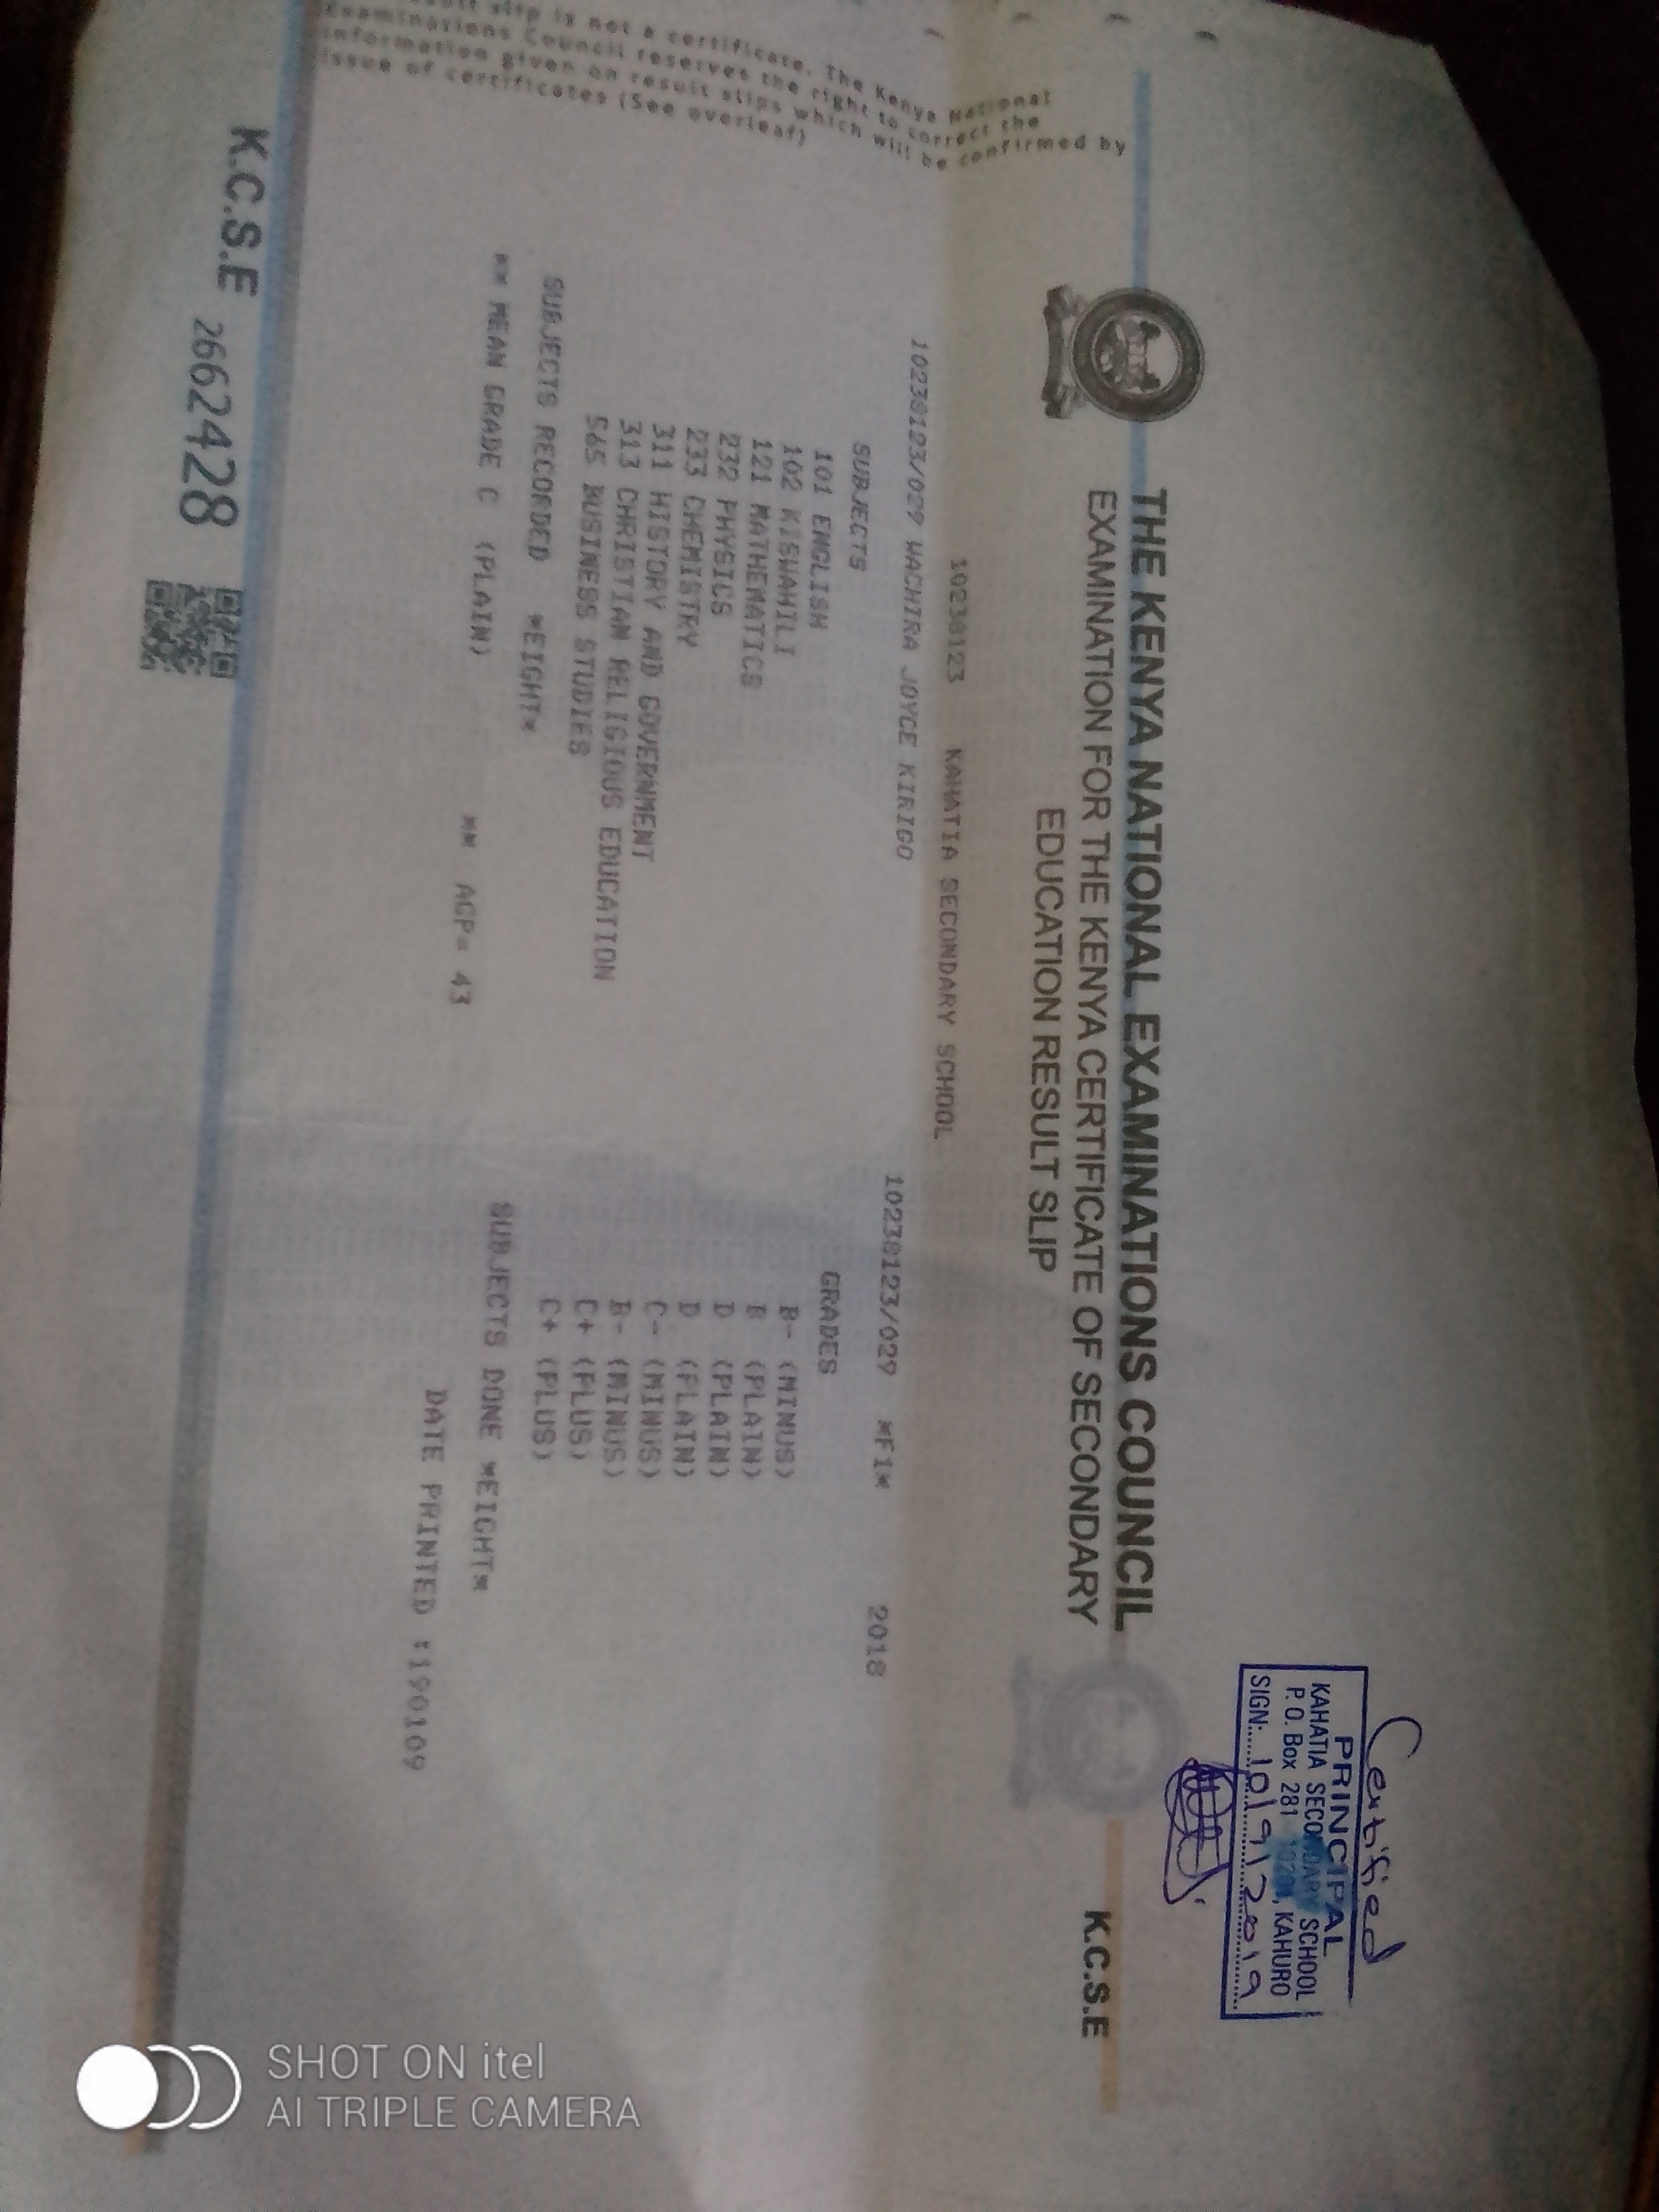 Certified
PRINCIPAL
KAHATIA SECONDARY SCHOOL
P. O. Box 281 10201, KAHURO
SIGN: 10/9/2019
THE KENYA NATIONAL EXAMINATIONS COUNCIL
K.C.S.E
EXAMINATION FOR THE KENYA CERTIFICATE OF SECONDARY
EDUCATION RESULT SLIP
10238123 KAHATIA SECONDARY SCHOOL
10238123/029 WACHIRA JOYCE KIRIGO 10238123/029 *F1* 2018
SUBJECTS GRADES
101 ENGLISH B- (MINUS)
102 KISWAHILI B (PLAIN)
121 MATHEMATICS D (PLAIN)
232 PHYSICS D (PLAIN)
233 CHEMISTRY C- (MINUS)
311 HISTORY AND GOVERNMENT B- (MINUS)
313 CHRISTIAN RELIGIOUS EDUCATION C+ (PLUS)
565 BUSINESS STUDIES C+ (PLUS)
SUBJECTS RECORDED *EIGHT* SUBJECTS DONE *EIGHT*
** MEAN GRADE C (PLAIN) ** AGP= 43 DATE PRINTED :190109
slip is not a certificate. The Kenya National
Examinations Council reserves the right to correct the
information given on result slips which will be confirmed by
issue of certificates (See overleaf)
K.C.S.E 2662428
SHOT ON itel
AI TRIPLE CAMERA